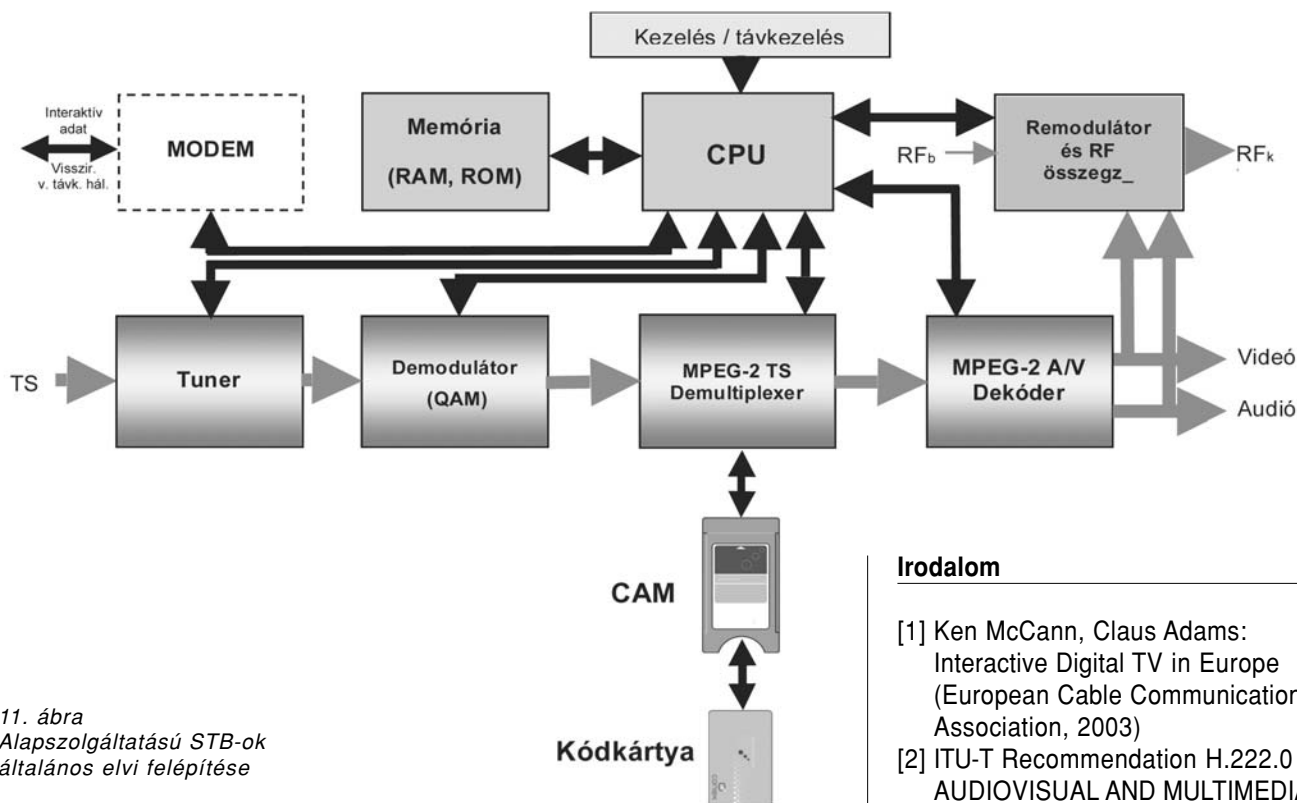 Kezelés / távkezelés
Interaktív
adat
Visszir.
v. távk. hál.
MODEM
Memória
(RAM, ROM)
CPU
RFb
Remodulátor
és RF
összegz_
RFk
TS
Tuner
Demodulátor
(QAM)
MPEG-2 TS
Demultiplexer
MPEG-2 A/V
Dekóder
Videó
Audió
CAM
Kódkártya
11. ábra
Alapszolgáltatású STB-ok
általános elvi felépítése
Irodalom
[1] Ken McCann, Claus Adams:
Interactive Digital TV in Europe
(European Cable Communication
Association, 2003)
[2] ITU-T Recommendation H.222.0
AUDIOVISUAL AND MULTIMEDIA